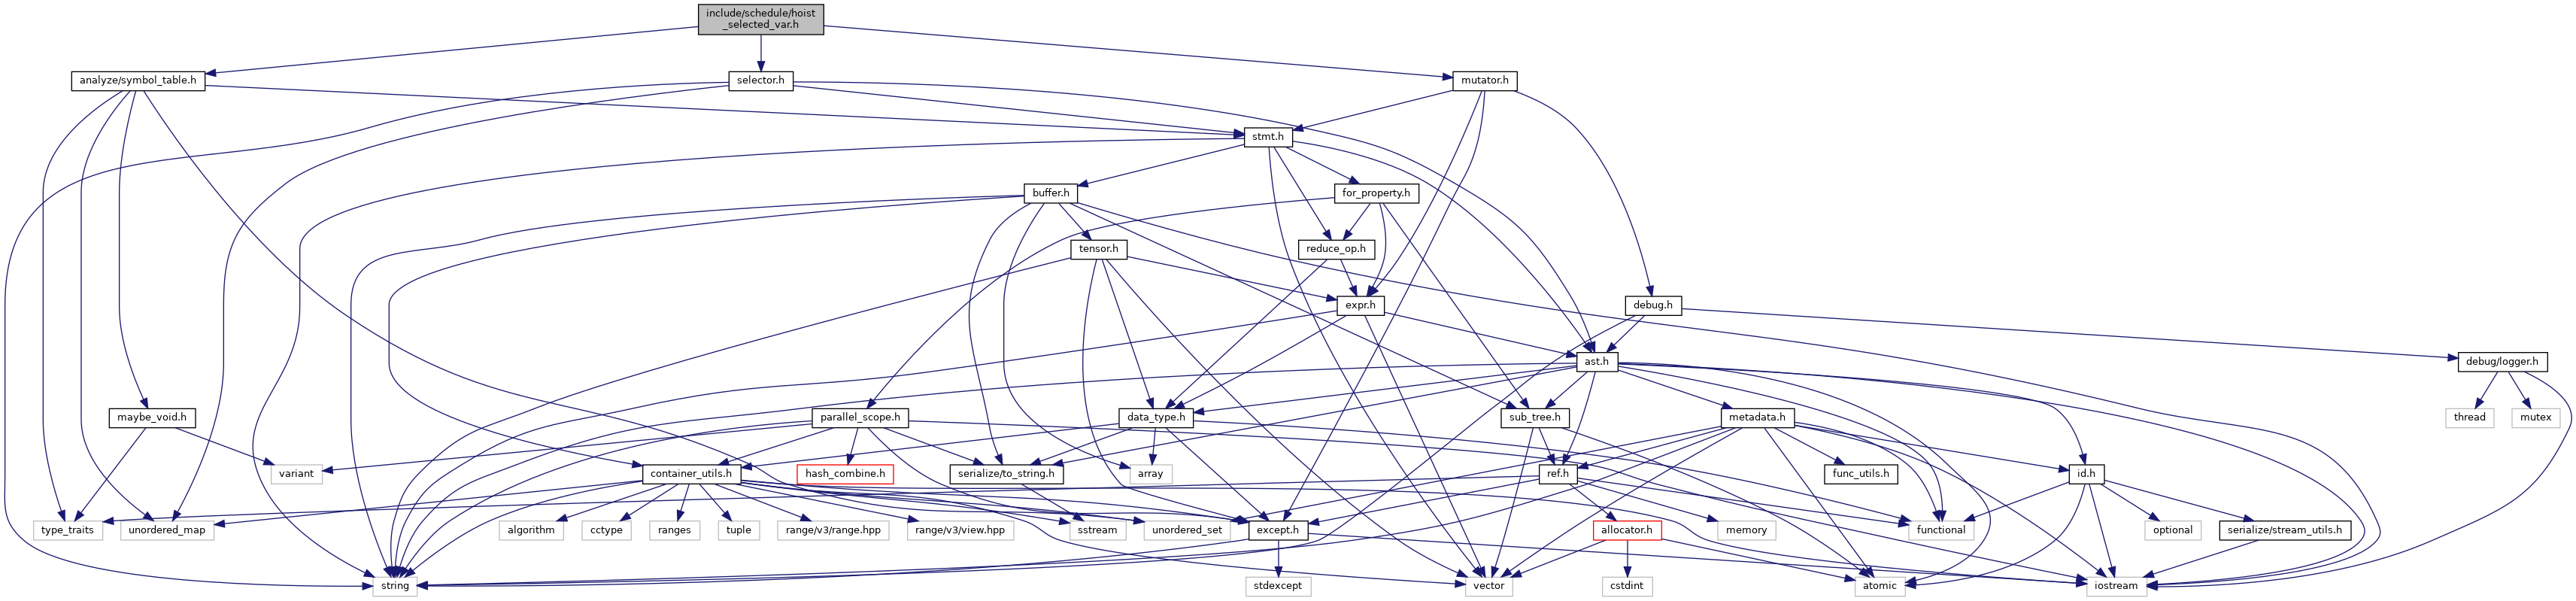 include/schedule/hoist
_selected_var.h
analyze/symbol_table.h
selector.h
mutator.h
stmt.h
buffer.h
for_property.h
tensor.h
reduce_op.h
expr.h
debug.h
ast.h
debug/logger.h
maybe_void.h
parallel_scope.h
data_type.h
sub_tree.h
metadata.h
thread
mutex
variant
container_utils.h
hash_combine.h
serialize/to_string.h
array
ref.h
func_utils.h
id.h
type_traits
unordered_map
algorithm
cctype
ranges
tuple
range/v3/range.hpp
range/v3/view.hpp
sstream
unordered_set
except.h
allocator.h
memory
functional
optional
serialize/stream_utils.h
string
stdexcept
vector
cstdint
atomic
iostream